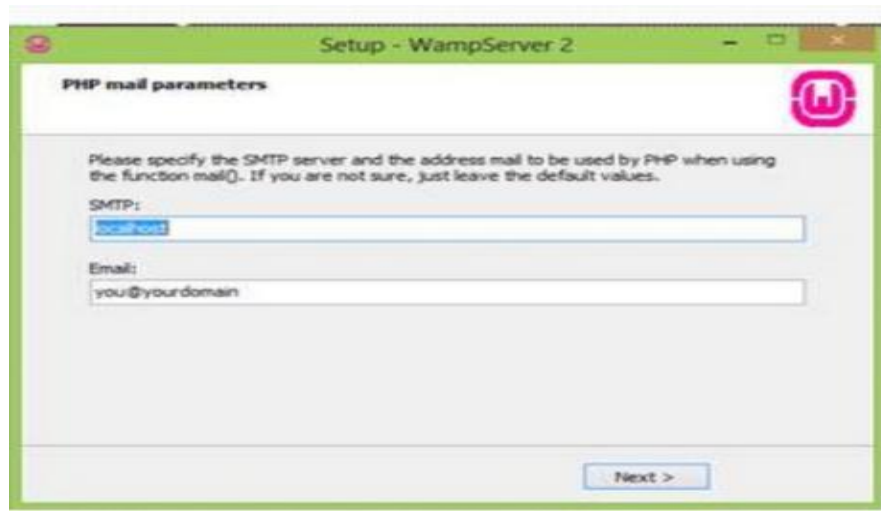 Setup - WampServer 2
PHP mail parameters
Please specify the SMTP server and the address mail to be used by PHP when using
the function mail(). If you are not sure, just leave the default values.
SMTP:
localhost
Email:
you@yourdomain
Next >